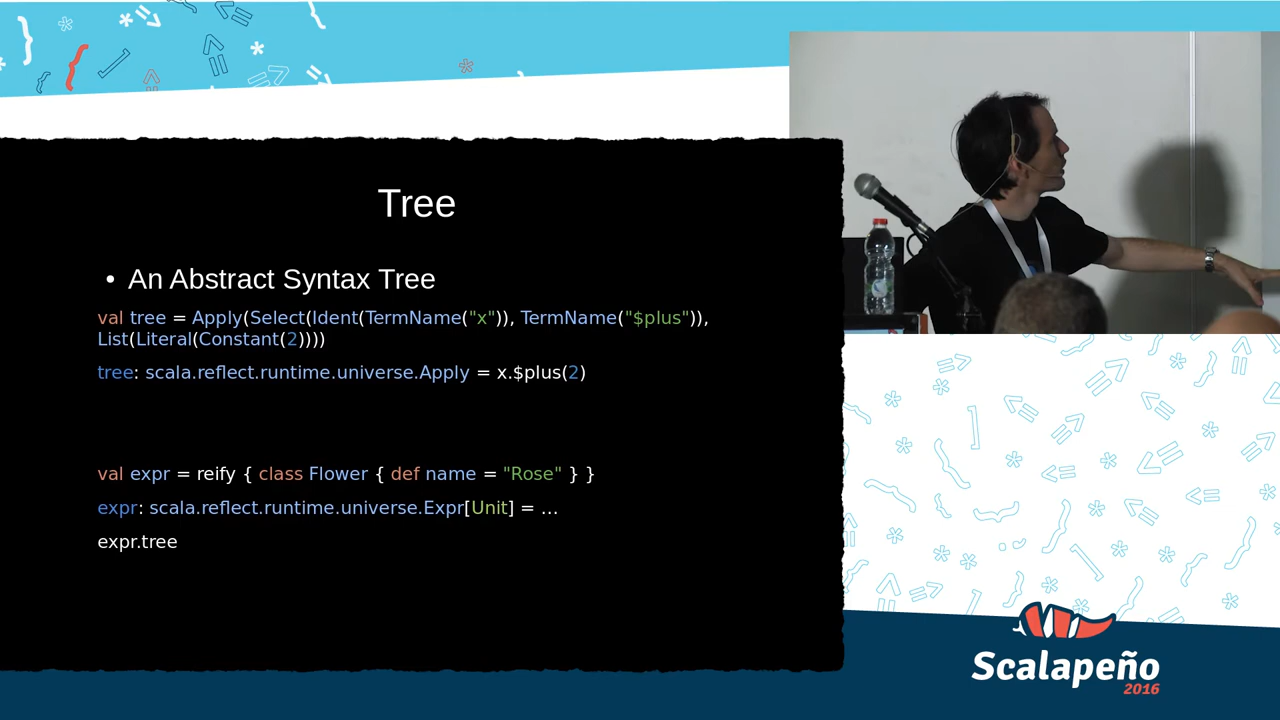 Tree
• An Abstract Syntax Tree
val tree = Apply(Select(Ident(TermName("x")), TermName("$plus")),
List(Literal(Constant(2))))
tree: scala.reflect.runtime.universe.Apply = x.$plus(2)
val expr = reify { class Flower { def name = "Rose" } }
expr: scala.reflect.runtime.universe.Expr[Unit] = …
expr.tree
Scalapeño
2016